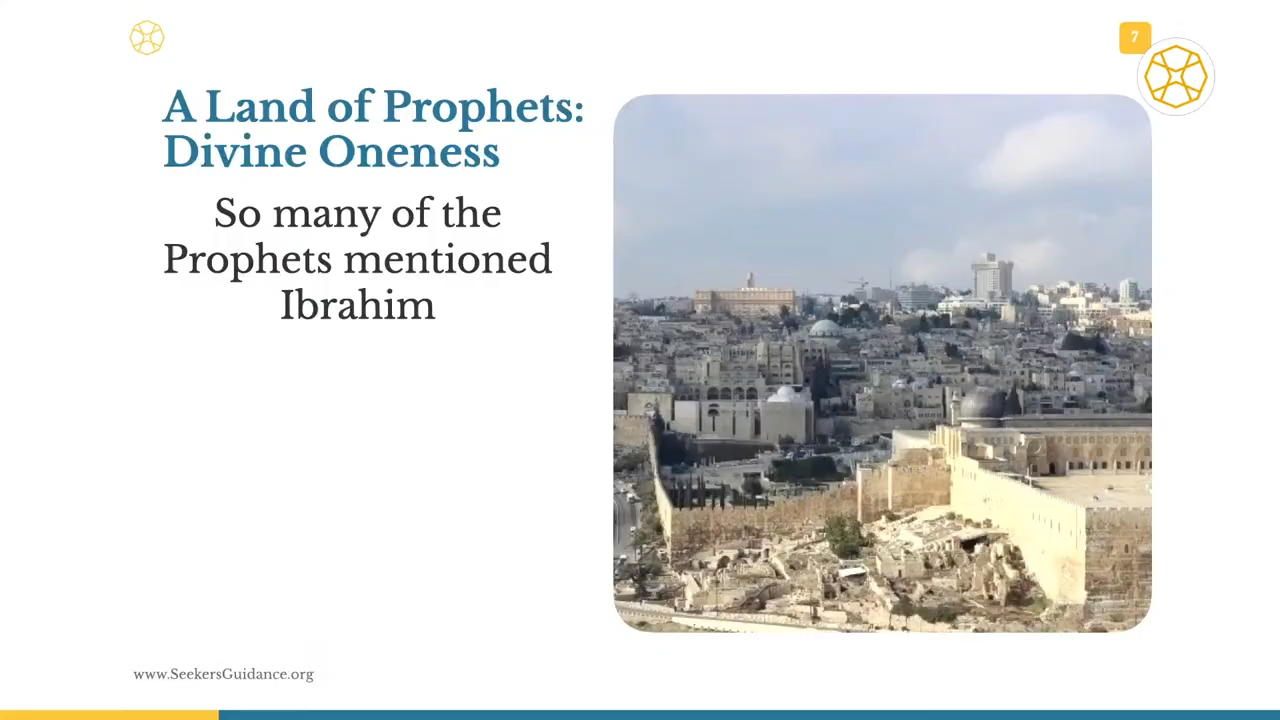 7
A Land of Prophets:
Divine Oneness
So many of the
Prophets mentioned
Ibrahim
www.SeekersGuidance.org